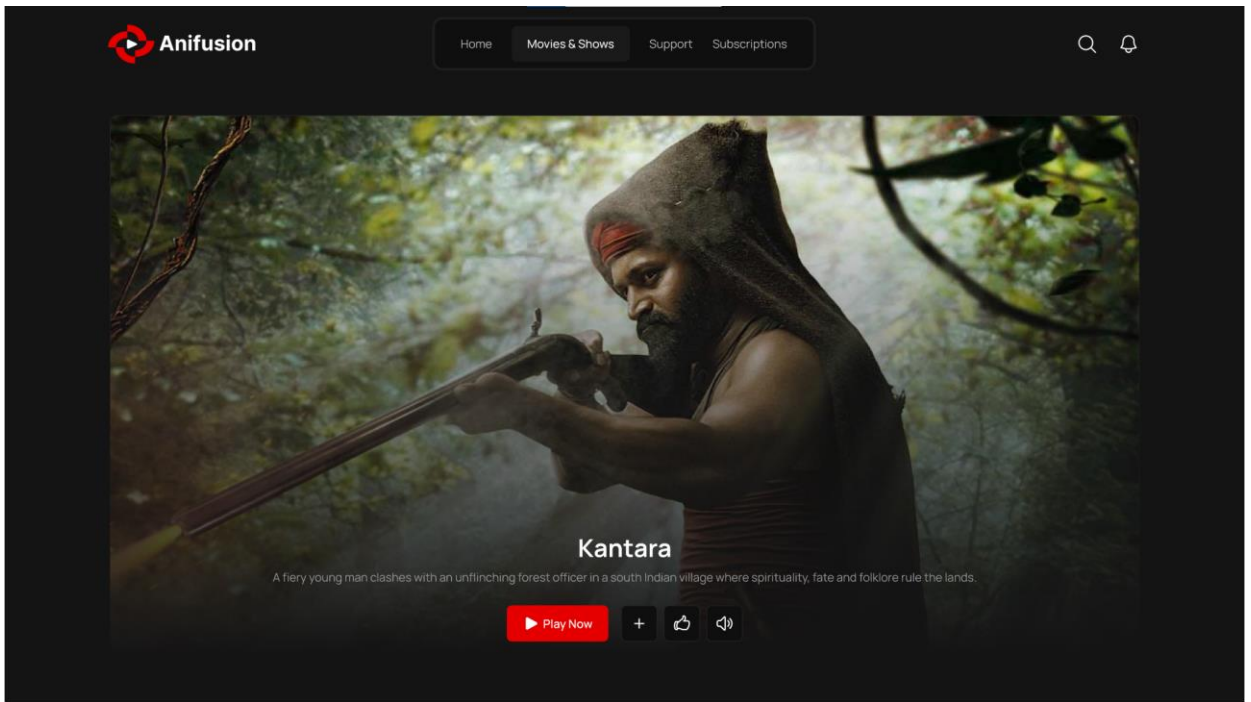 Anifusion
Home Movies & Shows Support Subscriptions
Kantara
A fiery young man clashes with an unflinching forest officer in a south Indian village where spirituality, fate and folklore rule the lands.
Play Now